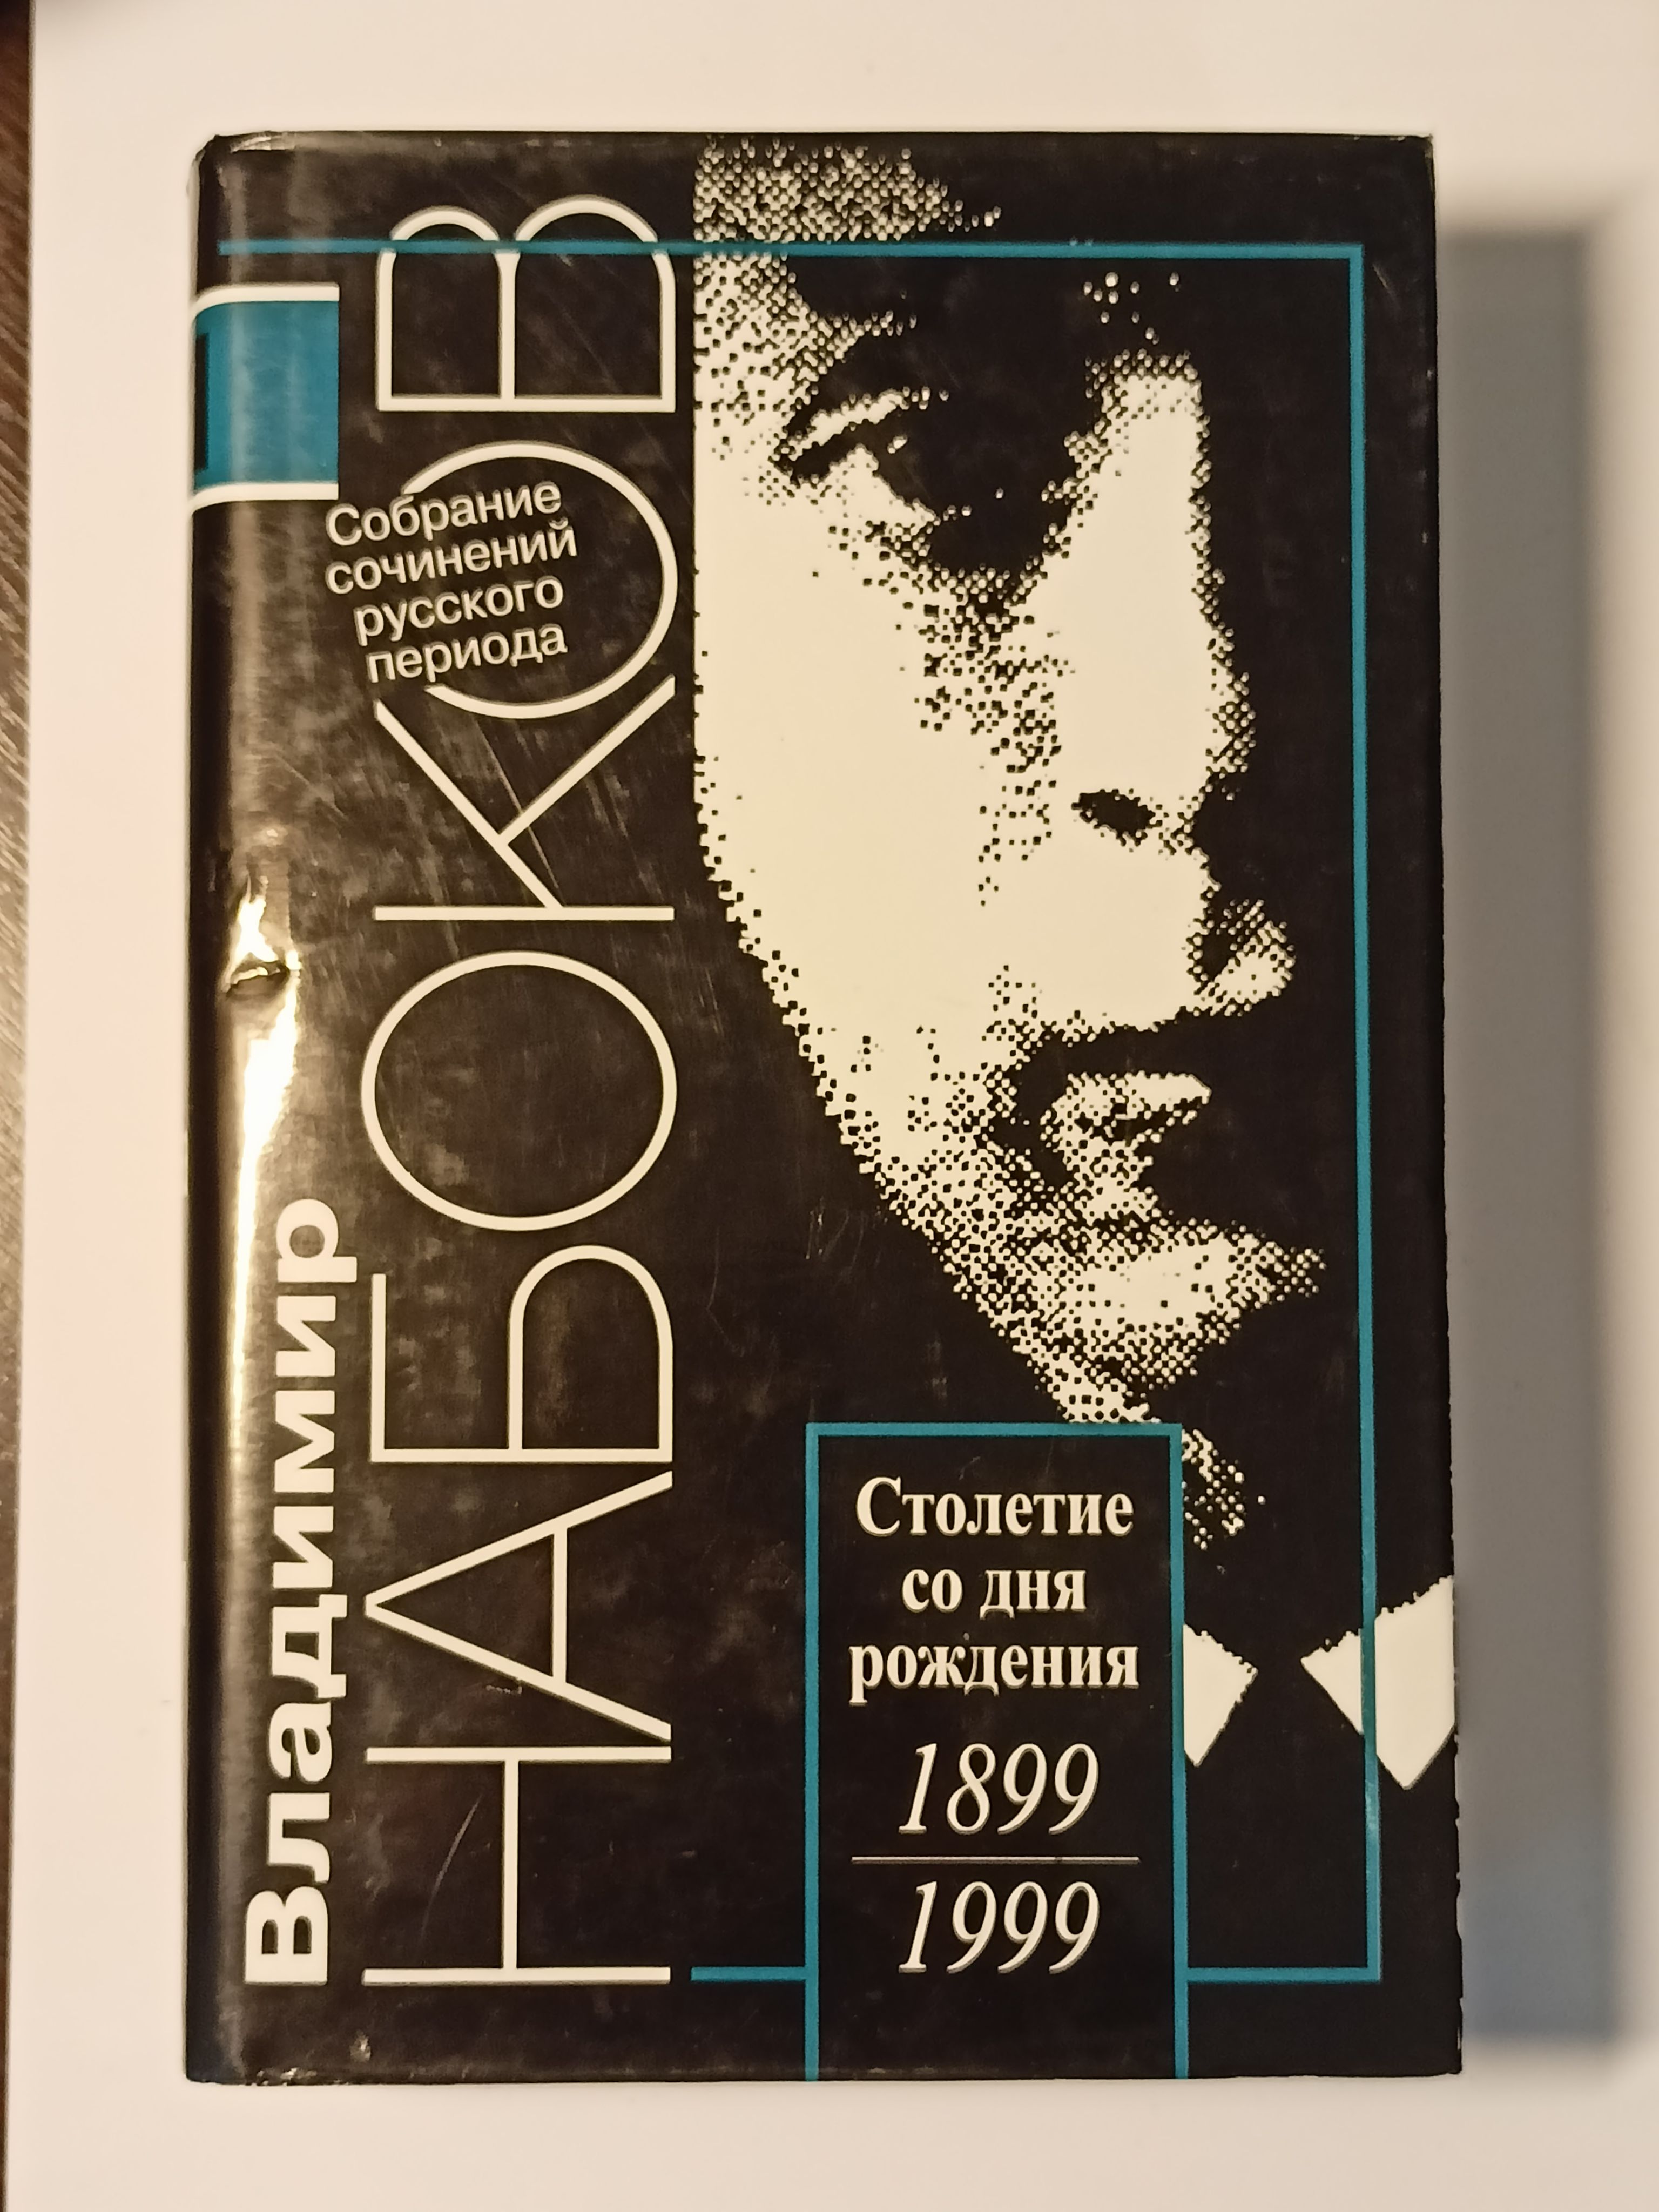 Владимир
НАБОКОВ
Собрание
сочинений
русского
периода
Столетие
со дня
рождения
1899
1999